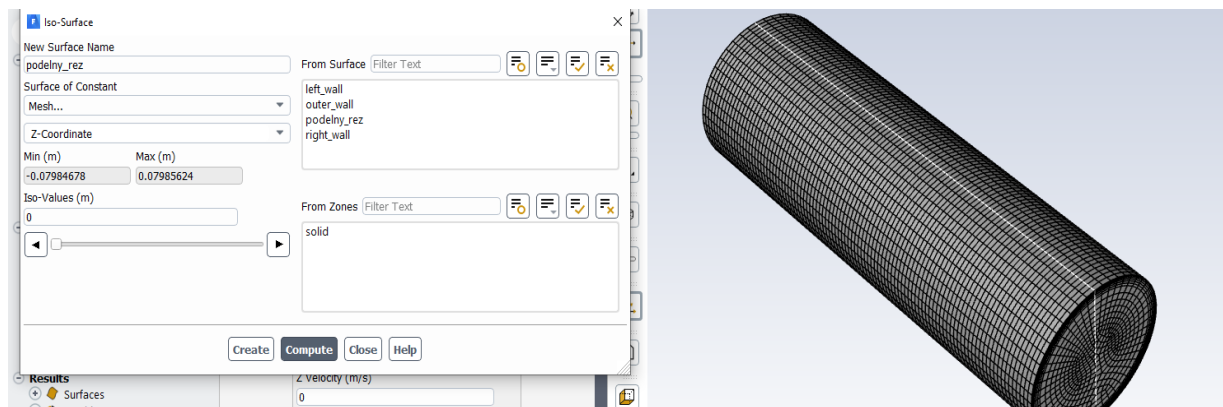 Iso-Surface
New Surface Name
podelny_rez
Surface of Constant
Mesh...
Z-Coordinate
Min (m) Max (m)
-0.07984678 0.07985624
Iso-Values (m)
0
From Surface Filter Text
left_wall
outer_wall
podelny_rez
right_wall
From Zones Filter Text
solid
Create Compute Close Help
Results
Surfaces
Z Velocity (m/s)
0